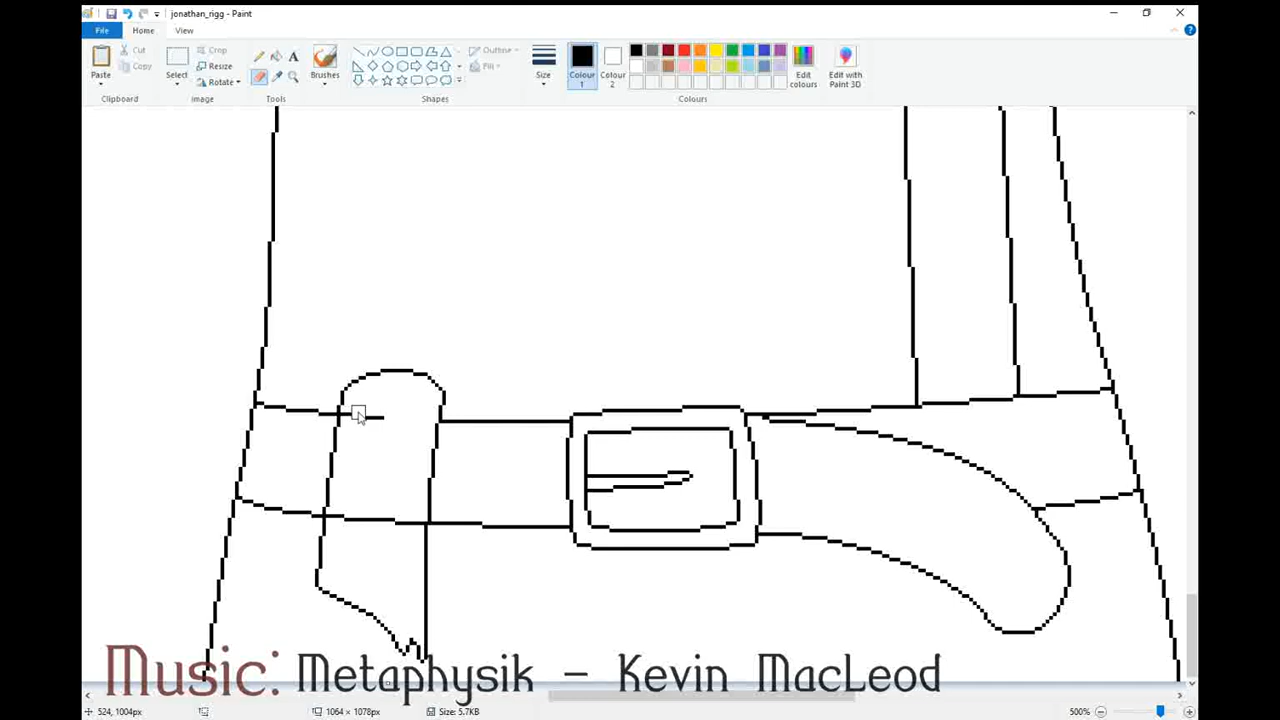 jonathan_rigg - Paint
File Home View
Paste
Cut
Copy
Clipboard
Select
Crop
Resize
Rotate
Image
A
Tools
Brushes
Shapes
Outline
Fill
Size
Colour 1
Colour 2
Edit colours
Edit with Paint 3D
Colours
Music: Metaphysik - Kevin MacLeod
524, 1004px
1064 × 1078px
Size: 5.7KB
500%